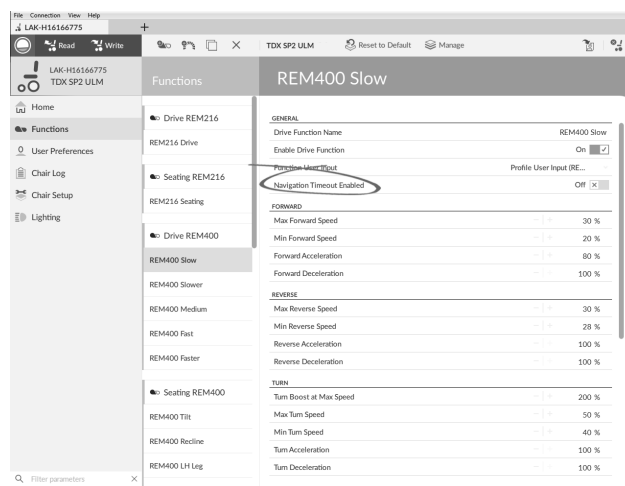 File Connection View Help
LAK-H16166775 +
Read Write TDX SP2 ULM Reset to Default Manage
LAK-H16166775
TDX SP2 ULM
Functions
REM400 Slow
Home
Functions
User Preferences
Chair Log
Chair Setup
Lighting
Filter parameters
Drive REM216
REM216 Drive
Seating REM216
REM216 Seating
Drive REM400
REM400 Slow
REM400 Slower
REM400 Medium
REM400 Fast
REM400 Faster
Seating REM400
REM400 Tilt
REM400 Recline
REM400 LH Leg
GENERAL
Drive Function Name REM400 Slow
Enable Drive Function On
Function User Input Profile User Input (RE...
Navigation Timeout Enabled Off
FORWARD
Max Forward Speed − + 30 %
Min Forward Speed − + 20 %
Forward Acceleration − + 80 %
Forward Deceleration − 100 %
REVERSE
Max Reverse Speed − + 30 %
Min Reverse Speed − + 28 %
Reverse Acceleration − 100 %
Reverse Deceleration − 100 %
TURN
Turn Boost at Max Speed − + 200 %
Max Turn Speed − + 50 %
Min Turn Speed − + 40 %
Turn Acceleration − 100 %
Turn Deceleration − 100 %